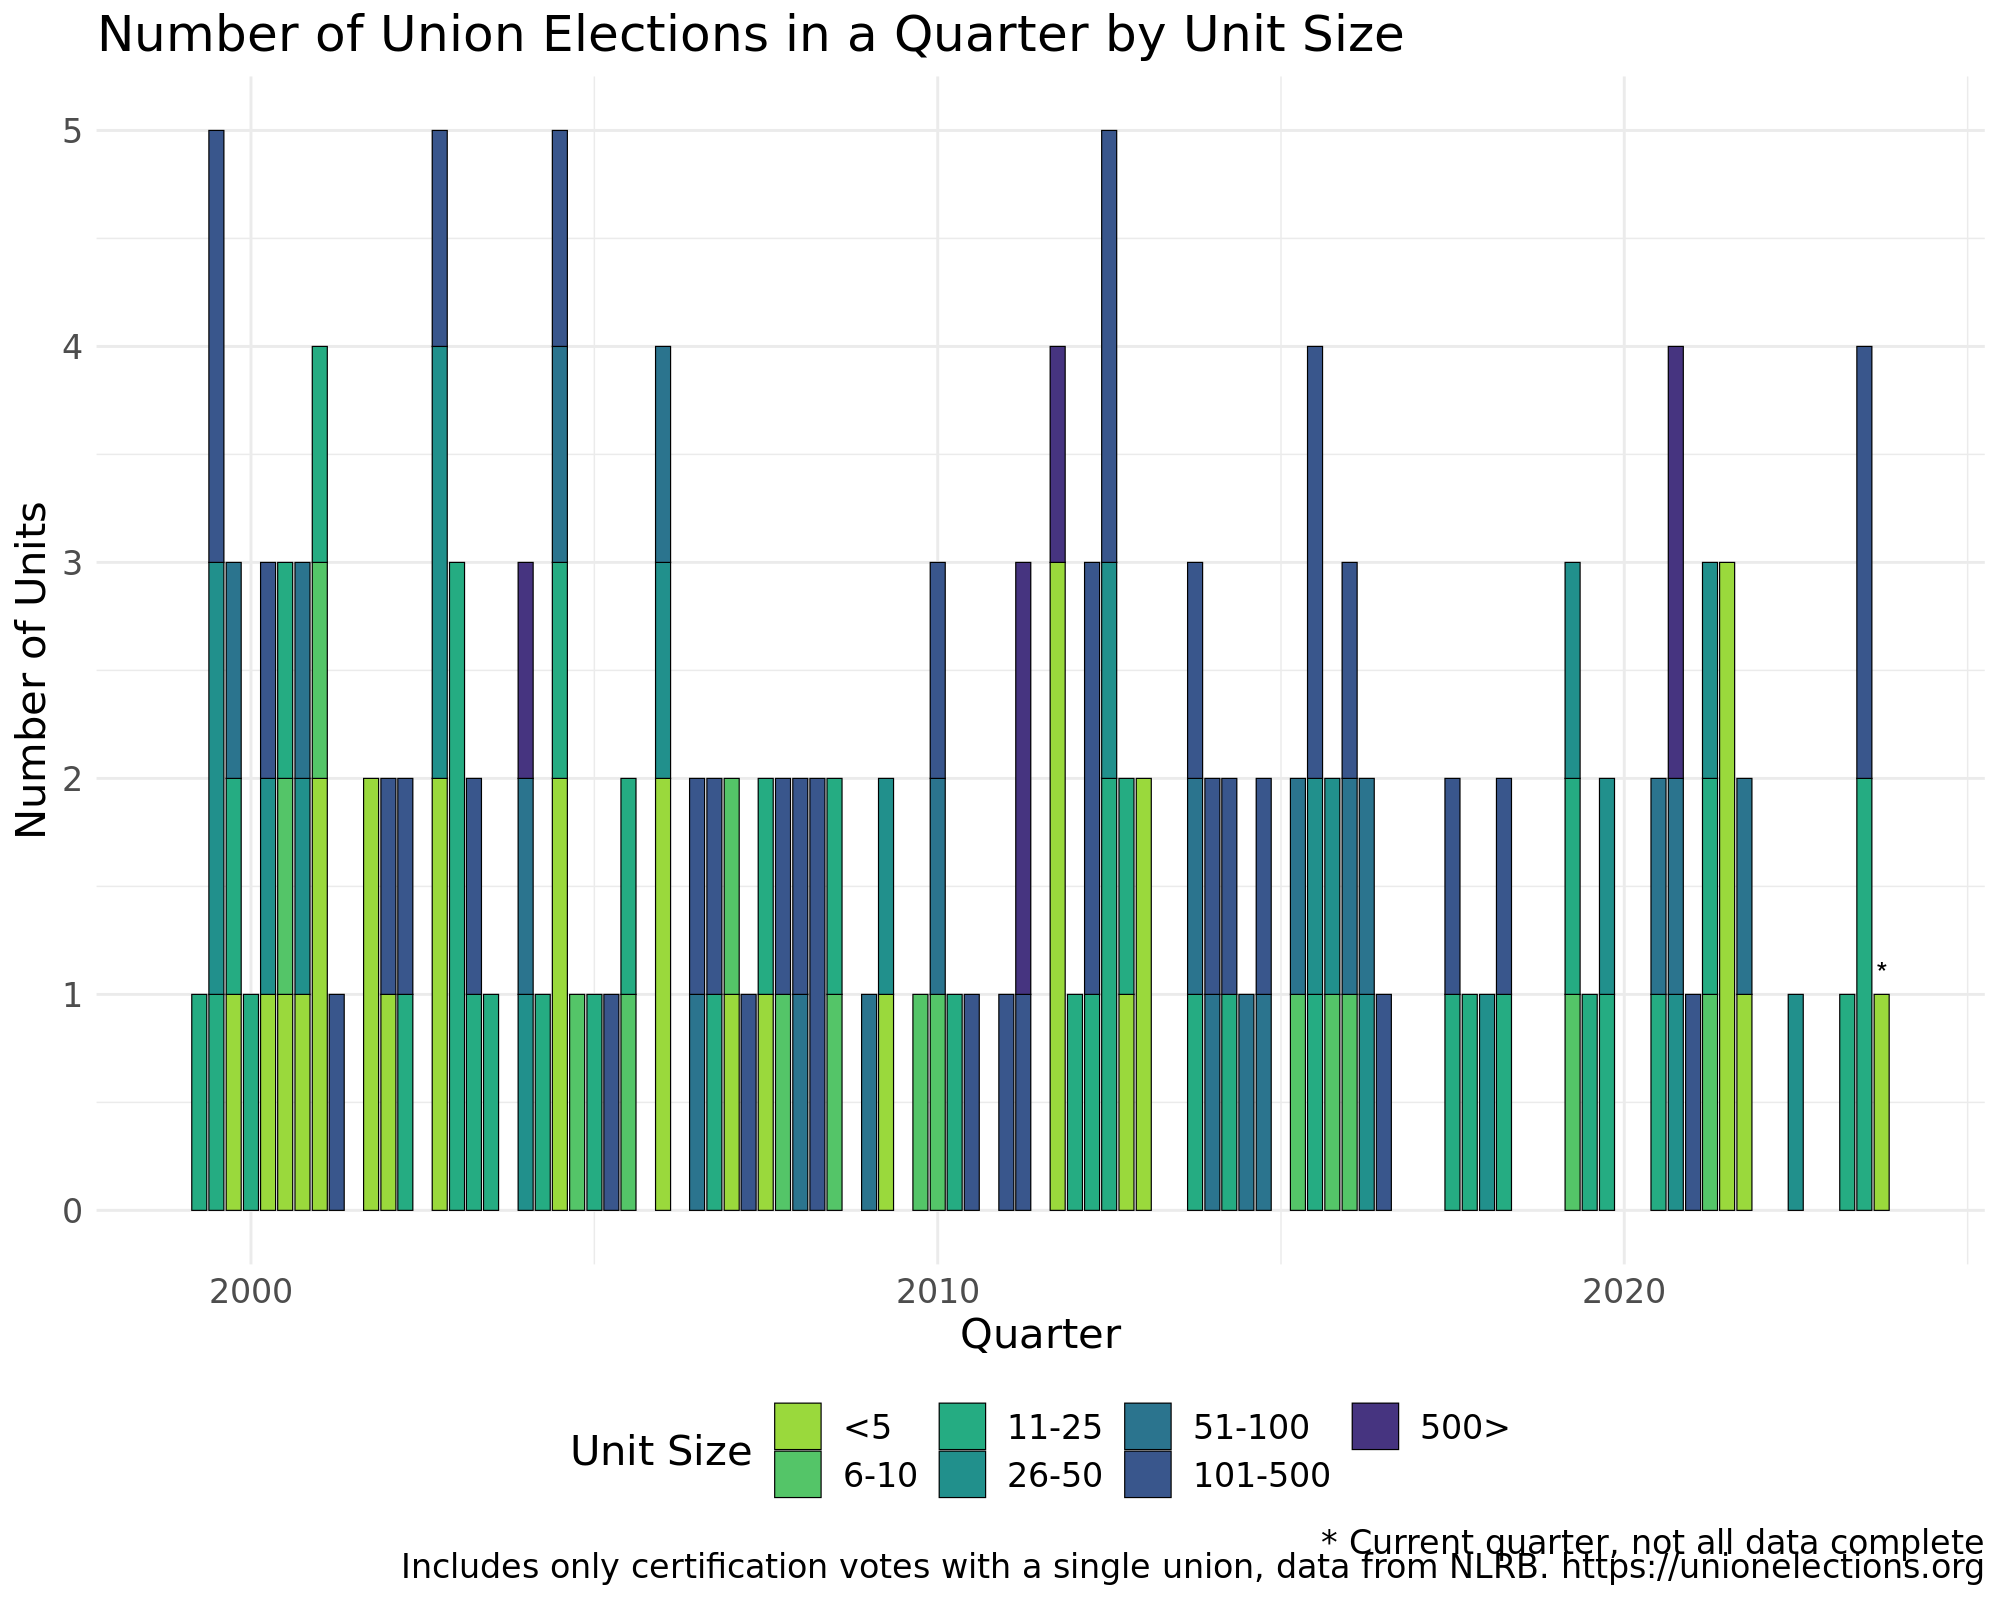 Number of Union Elections in a Quarter by Unit Size
Number of Units
5
4
3
2
1
0
*
2000 2010 2020
Quarter
Unit Size
<5 11-25 51-100 500>
6-10 26-50 101-500
* Current quarter, not all data complete
Includes only certification votes with a single union, data from NLRB. https://unionelections.org